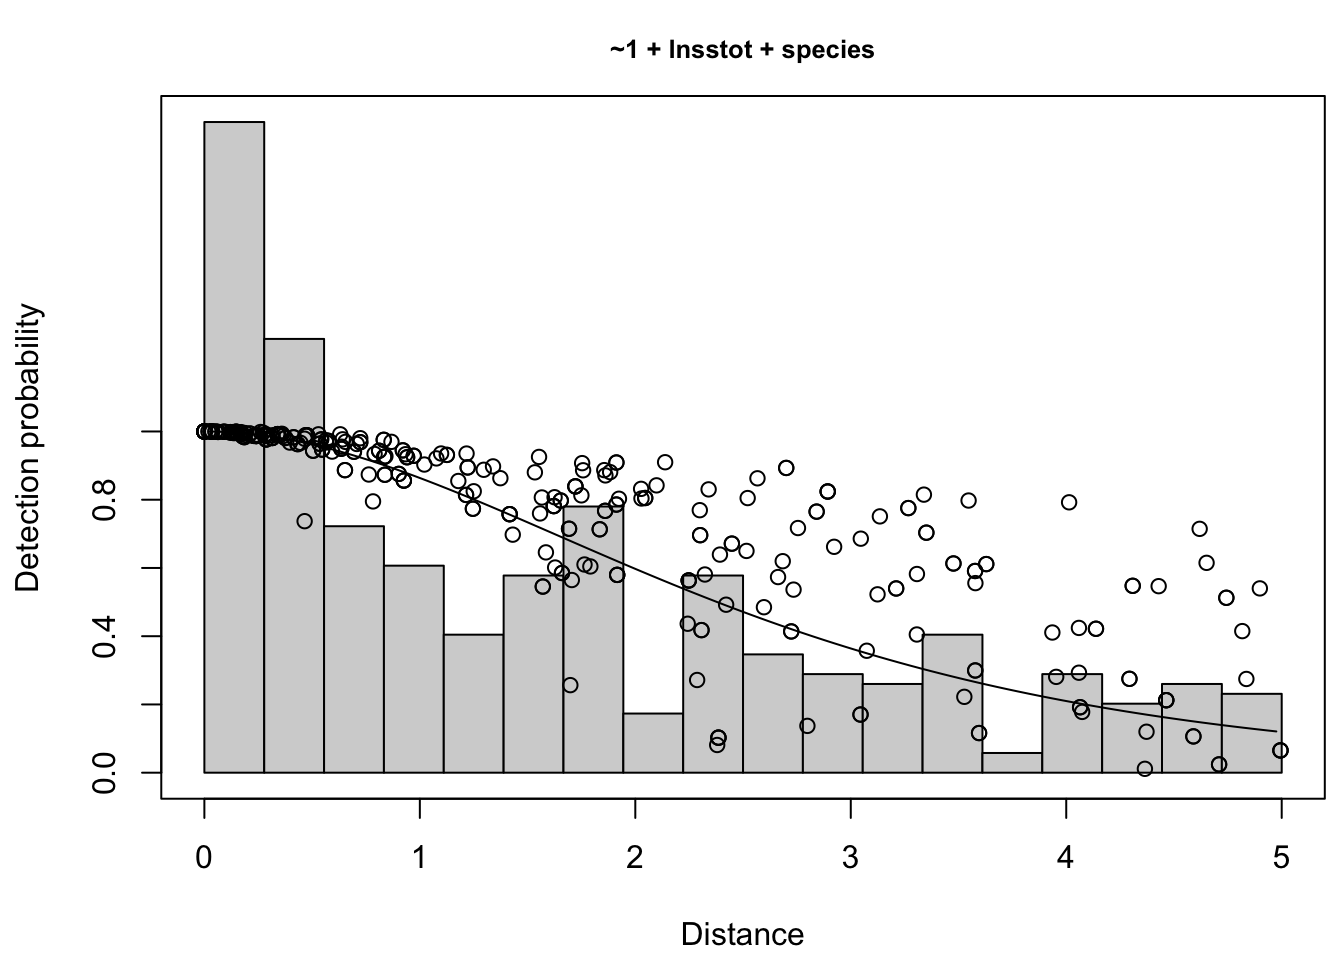 ~1 + lnsstot + species
Detection probability
0.8
0.4
0.0
0 1 2 3 4 5
Distance